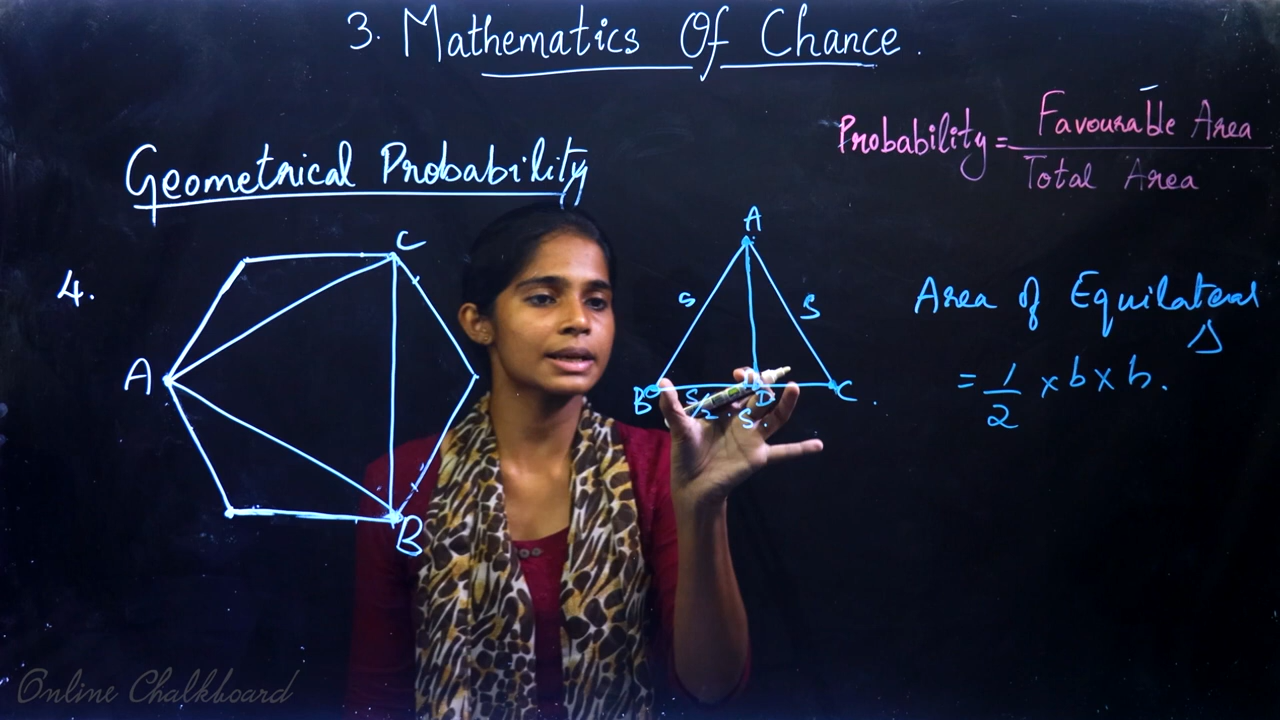 3. Mathematics Of Chance.
Probability = Favourable Area
Total Area
Geometrical Probability
4.
C
A
B
A
S
S
B
S/2
D
C.
S.
Area of Equilateral
△
= 1/2 × b × h.
Online Chalkboard